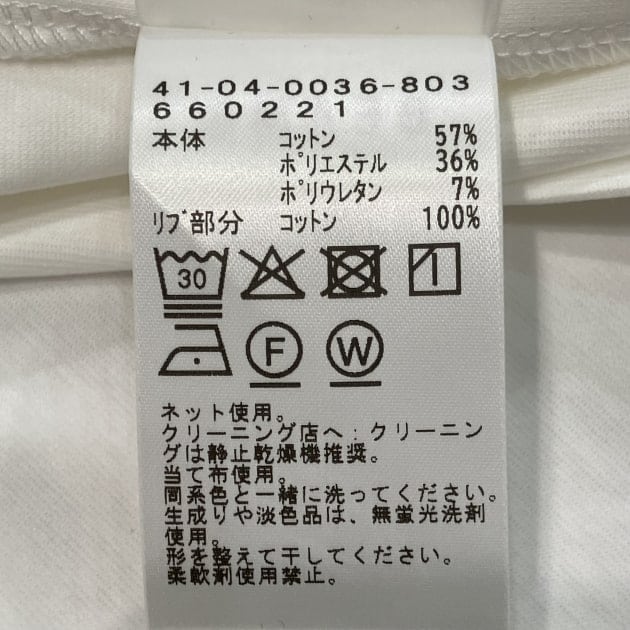 41-04-0036-803
660221
本体 コットン 57%
ポリエステル 36%
ポリウレタン 7%
リブ部分 コットン 100%
30
F W
ネット使用。
クリーニング店へ:クリーニン
グは静止乾燥機推奨。
当て布使用。
同系色と一緒に洗ってください。
生成りや淡色品は、無蛍光洗剤
使用。
形を整えて干してください。
柔軟剤使用禁止。